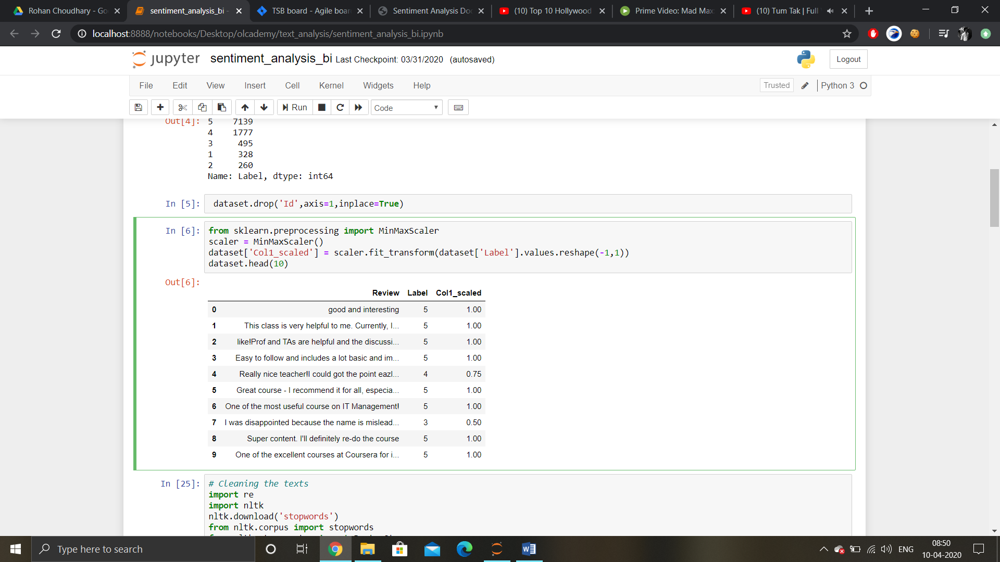 Rohan Choudhary - Go
sentiment_analysis_bi -
TSB board - Agile boar
Sentiment Analysis Do
(10) Top 10 Hollywood
Prime Video: Mad Max
(10) Tum Tak | Full
localhost:8888/notebooks/Desktop/olcademy/text_analysis/sentiment_analysis_bi.ipynb
jupyter sentiment_analysis_bi Last Checkpoint: 03/31/2020 (autosaved)
Logout
File Edit View Insert Cell Kernel Widgets Help
Trusted Python 3
Run Code
Out[4]: 5 7139
4 1777
3 495
1 328
2 260
Name: Label, dtype: int64
In [5]: dataset.drop('Id',axis=1,inplace=True)
In [6]: from sklearn.preprocessing import MinMaxScaler
scaler = MinMaxScaler()
dataset['Col1_scaled'] = scaler.fit_transform(dataset['Label'].values.reshape(-1,1))
dataset.head(10)
Out[6]:
Review Label Col1_scaled
0 good and interesting 5 1.00
1 This class is very helpful to me. Currently, I... 5 1.00
2 like!Prof and TAs are helpful and the discussi... 5 1.00
3 Easy to follow and includes a lot basic and im... 5 1.00
4 Really nice teacher!I could got the point eazl... 4 0.75
5 Great course - I recommend it for all, especia... 5 1.00
6 One of the most useful course on IT Management! 5 1.00
7 I was disappointed because the name is mislead... 3 0.50
8 Super content. I'll definitely re-do the course 5 1.00
9 One of the excellent courses at Coursera for i... 5 1.00
In [25]: # Cleaning the texts
import re
import nltk
nltk.download('stopwords')
from nltk.corpus import stopwords
Type here to search
ENG
08:50
10-04-2020